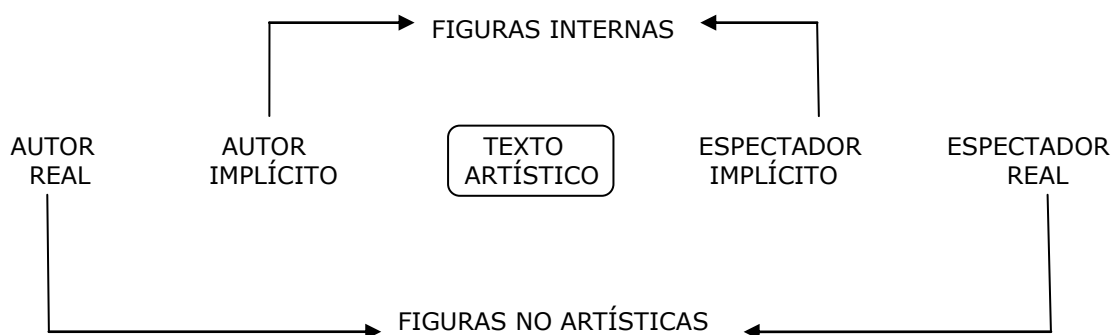 FIGURAS INTERNAS
AUTOR
REAL
AUTOR
IMPLÍCITO
TEXTO
ARTÍSTICO
ESPECTADOR
IMPLÍCITO
ESPECTADOR
REAL
FIGURAS NO ARTÍSTICAS